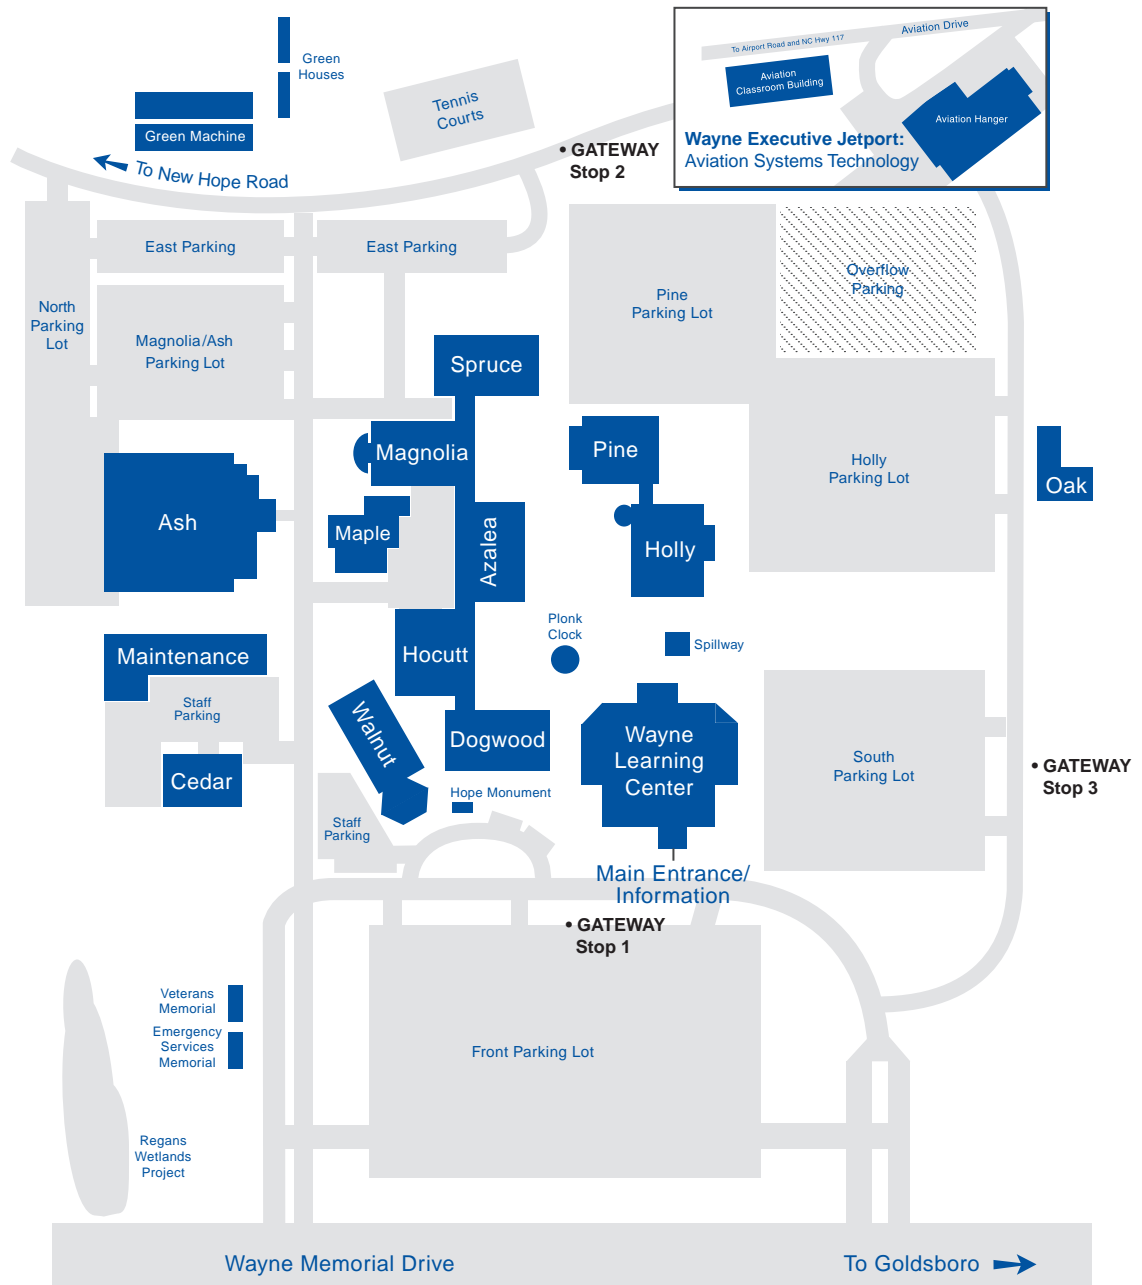 Green
Houses
Green Machine
To New Hope Road
Tennis
Courts
• GATEWAY
Stop 2
To Airport Road and NC Hwy 117
Aviation Drive
Aviation
Classroom Building
Aviation Hanger
Wayne Executive Jetport:
Aviation Systems Technology
East Parking
East Parking
North
Parking
Lot
Magnolia/Ash
Parking Lot
Pine
Parking Lot
Overflow
Parking
Spruce
Magnolia
Pine
Holly
Parking Lot
Oak
Ash
Maple
Azalea
Holly
Plonk
Clock
Spillway
Maintenance
Hocutt
Staff
Parking
Walnut
Dogwood
Wayne
Learning
Center
South
Parking Lot
• GATEWAY
Stop 3
Cedar
Hope Monument
Staff
Parking
Main Entrance/
Information
• GATEWAY
Stop 1
Veterans
Memorial
Emergency
Services
Memorial
Front Parking Lot
Regans
Wetlands
Project
Wayne Memorial Drive
To Goldsboro